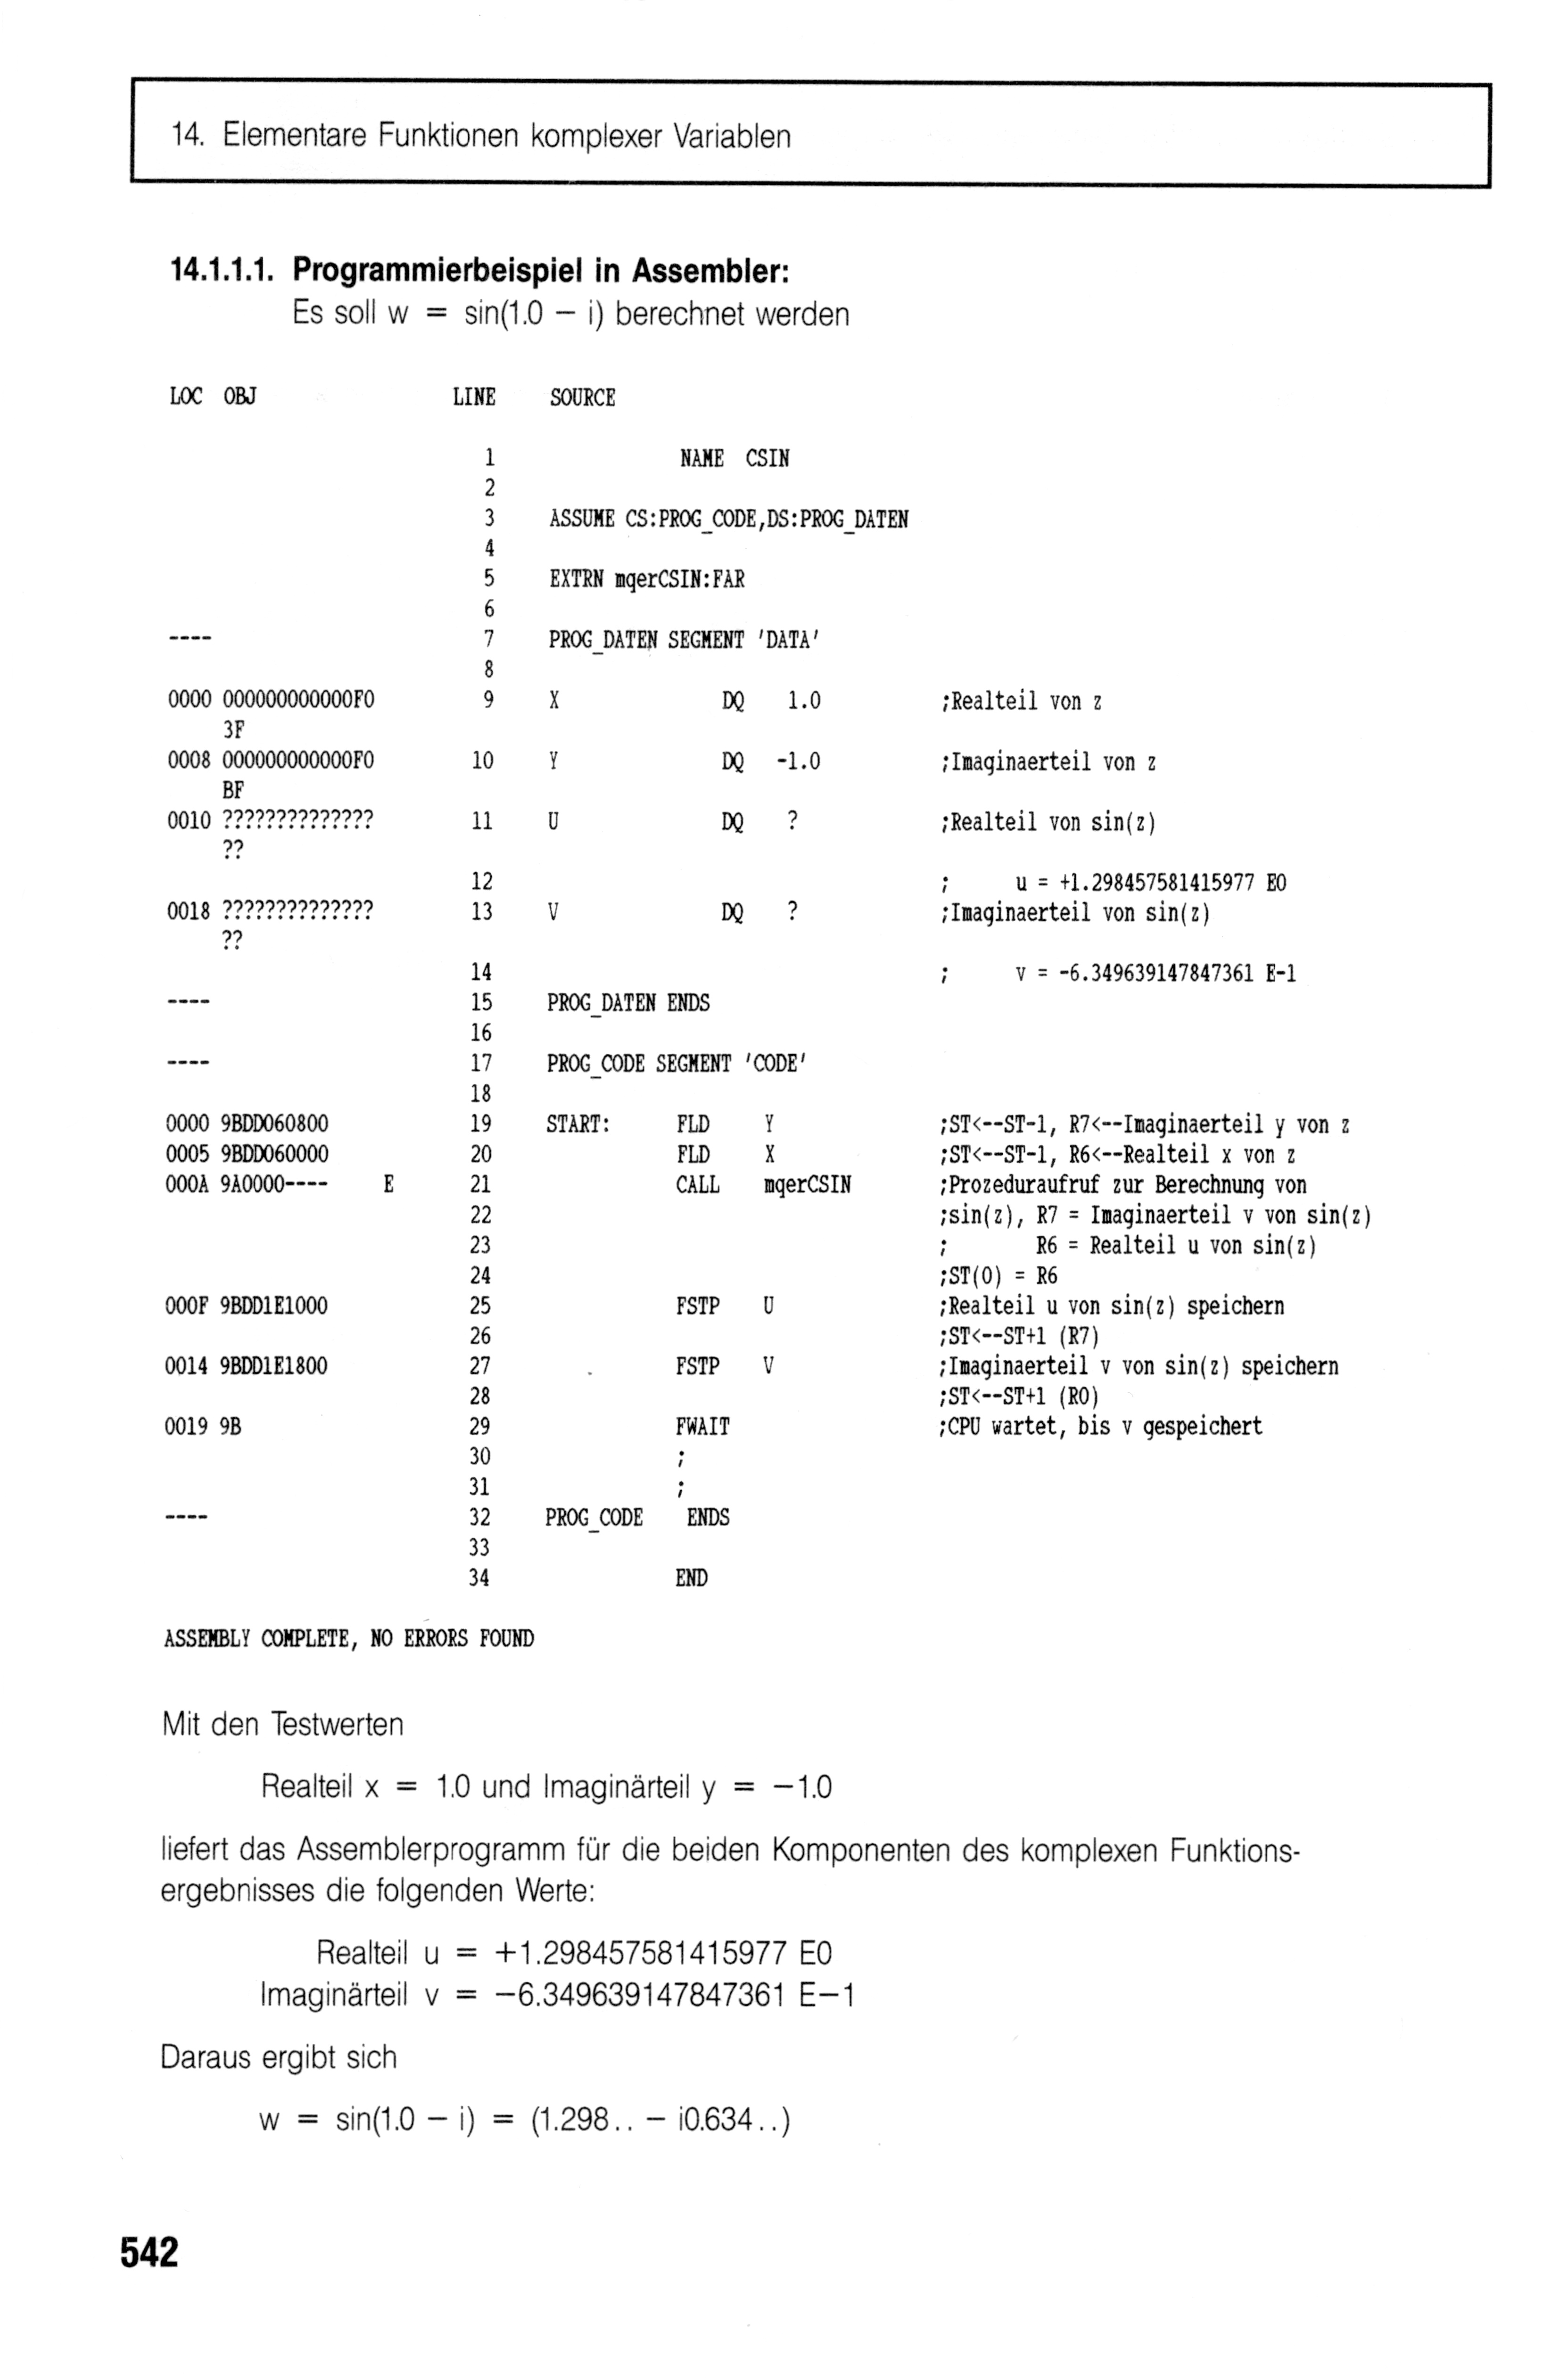 14. Elementare Funktionen komplexer Variablen
14.1.1.1. Programmierbeispiel in Assembler:
Es soll w = sin(1.0 − i) berechnet werden
LOC OBJ LINE SOURCE
1 NAME CSIN
2
3 ASSUME CS:PROG_CODE,DS:PROG_DATEN
4
5 EXTRN mqerCSIN:FAR
6
---- 7 PROG_DATEN SEGMENT 'DATA'
8
0000 000000000000F0 9 X DQ 1.0 ;Realteil von z
3F
0008 000000000000F0 10 Y DQ -1.0 ;Imaginaerteil von z
BF
0010 ?????????????? 11 U DQ ? ;Realteil von sin(z)
??
12 ; u = +1.298457581415977 E0
0018 ?????????????? 13 V DQ ? ;Imaginaerteil von sin(z)
??
14 ; v = -6.349639147847361 E-1
---- 15 PROG_DATEN ENDS
16
---- 17 PROG_CODE SEGMENT 'CODE'
18
0000 9BDD060800 19 START: FLD Y ;ST<--ST-1, R7<--Imaginaerteil y von z
0005 9BDD060000 20 FLD X ;ST<--ST-1, R6<--Realteil x von z
000A 9A0000---- E 21 CALL mqerCSIN ;Prozeduraufruf zur Berechnung von
22 ;sin(z), R7 = Imaginaerteil v von sin(z)
23 ; R6 = Realteil u von sin(z)
24 ;ST(0) = R6
000F 9BDD1E1000 25 FSTP U ;Realteil u von sin(z) speichern
26 ;ST<--ST+1 (R7)
0014 9BDD1E1800 27 FSTP V ;Imaginaerteil v von sin(z) speichern
28 ;ST<--ST+1 (R0)
0019 9B 29 FWAIT ;CPU wartet, bis v gespeichert
30 ;
31 ;
---- 32 PROG_CODE ENDS
33
34 END
ASSEMBLY COMPLETE, NO ERRORS FOUND
Mit den Testwerten
Realteil x = 1.0 und Imaginärteil y = −1.0
liefert das Assemblerprogramm für die beiden Komponenten des komplexen Funktions-
ergebnisses die folgenden Werte:
Realteil u = +1.298457581415977 E0
Imaginärteil v = −6.349639147847361 E−1
Daraus ergibt sich
w = sin(1.0 − i) = (1.298.. − i0.634..)
542